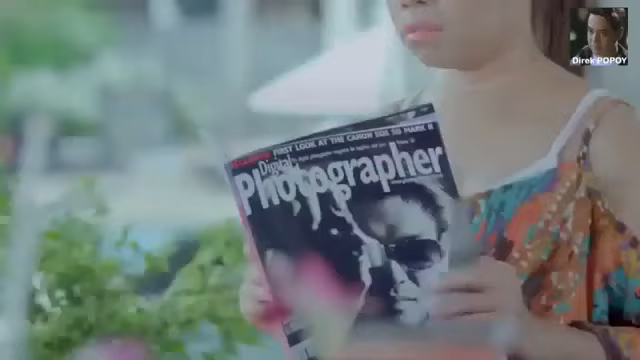 Direk POPOY
FIRST LOOK AT THE CANON EOS 5D MARK II
Digital
Photographer